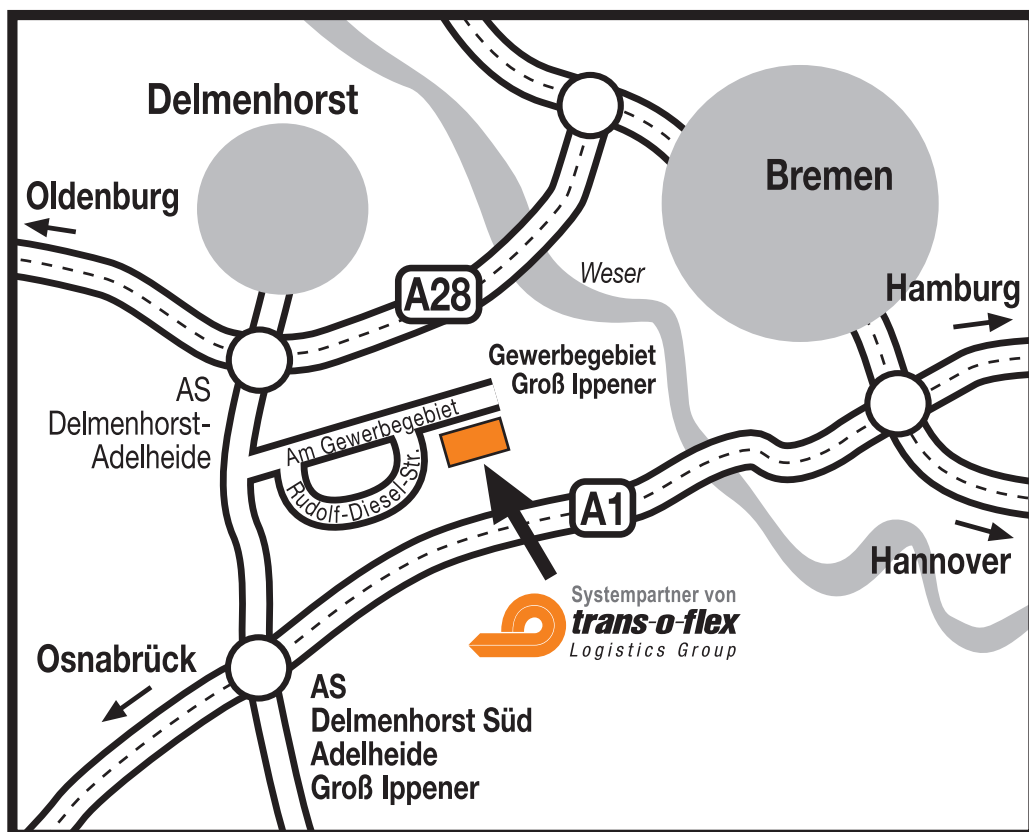 Delmenhorst
Bremen
Oldenburg
Weser
Hamburg
A28
Gewerbegebiet
Groß Ippener
AS
Delmenhorst-
Adelheide
Am Gewerbegebiet
Rudolf-Diesel-Str.
A1
Hannover
Systempartner von
trans-o-flex
Logistics Group
Osnabrück
AS
Delmenhorst Süd
Adelheide
Groß Ippener